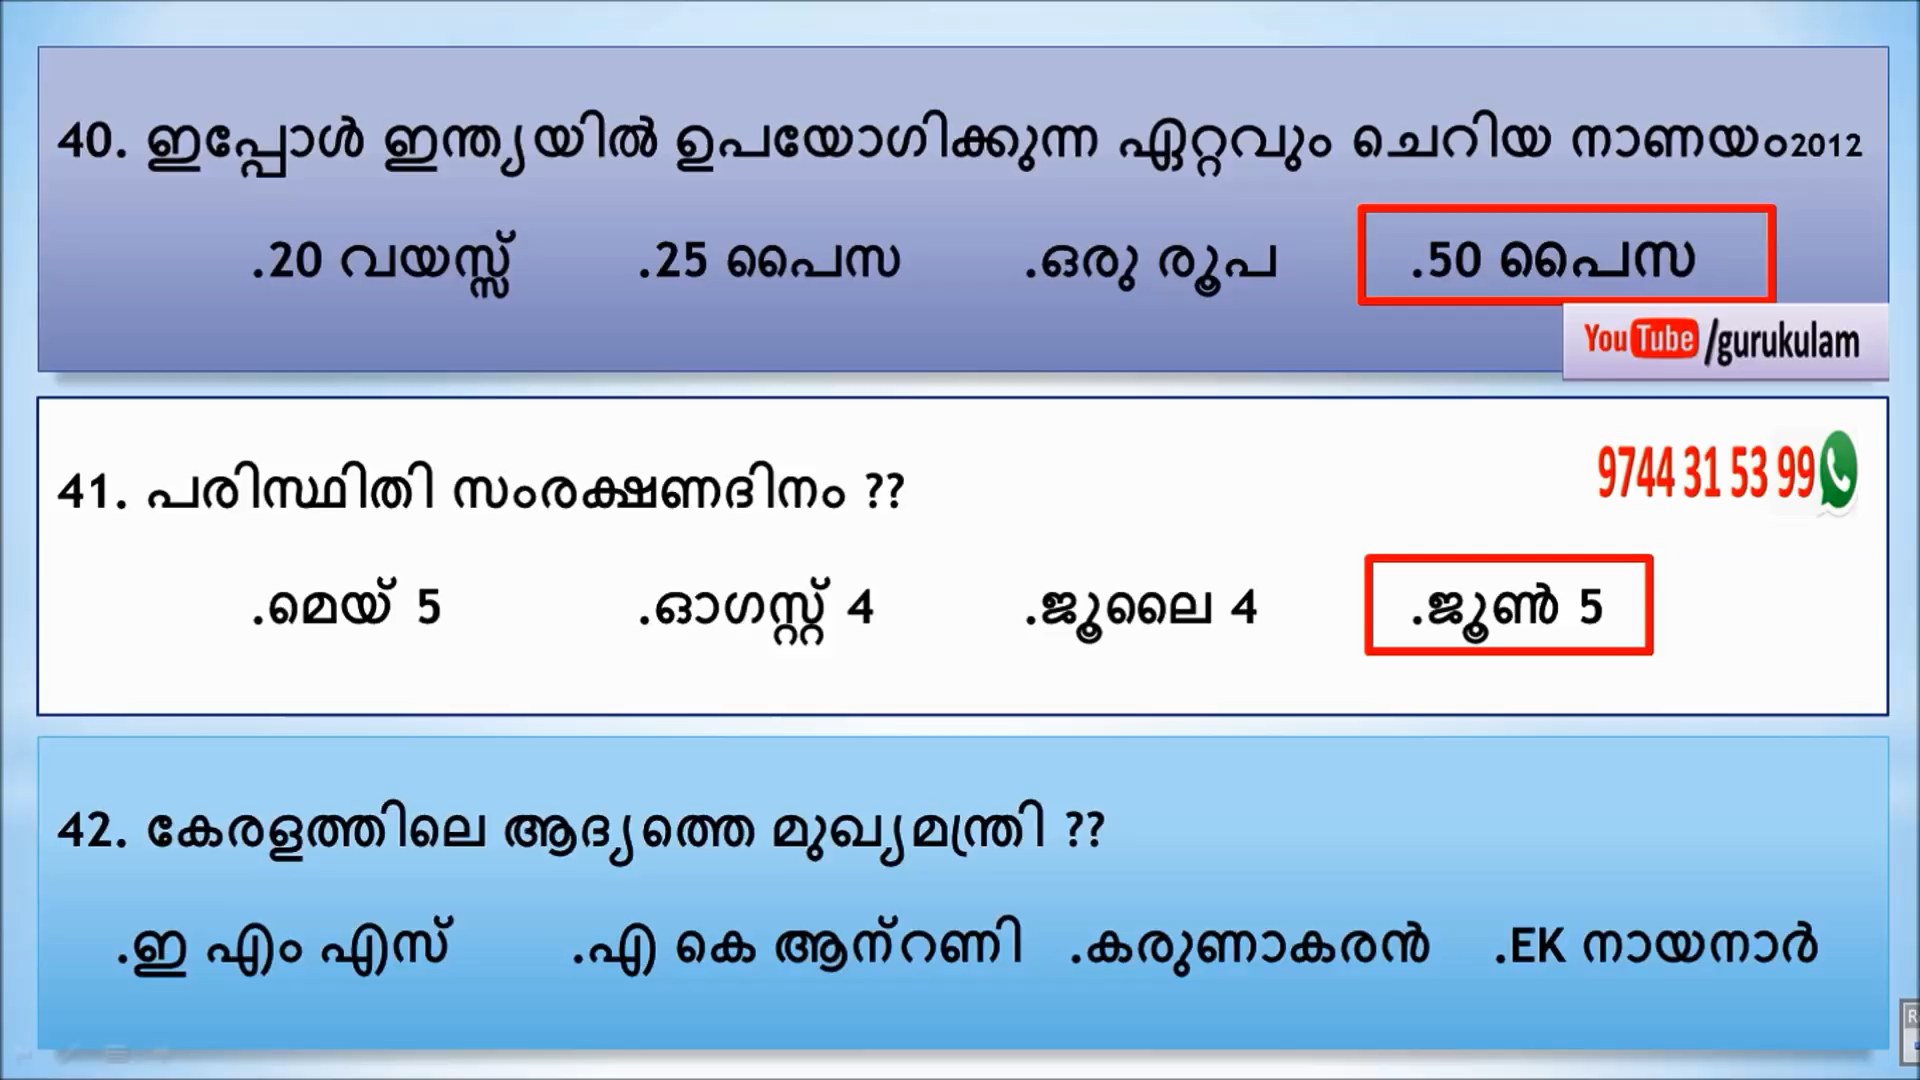 40. ഇപ്പോൾ ഇന്ത്യയിൽ ഉപയോഗിക്കുന്ന ഏറ്റവും ചെറിയ നാണയം2012
.20 വയസ്സ് .25 പൈസ .ഒരു രൂപ .50 പൈസ
YouTube/gurukulam
41. പരിസ്ഥിതി സംരക്ഷണദിനം ??
9744 31 53 99
.മെയ് 5 .ഓഗസ്റ്റ് 4 .ജൂലൈ 4 .ജൂൺ 5
42. കേരളത്തിലെ ആദ്യത്തെ മുഖ്യമന്ത്രി ??
.ഇ എം എസ് .എ കെ ആന്റണി .കരുണാകരൻ .EK നായനാർ